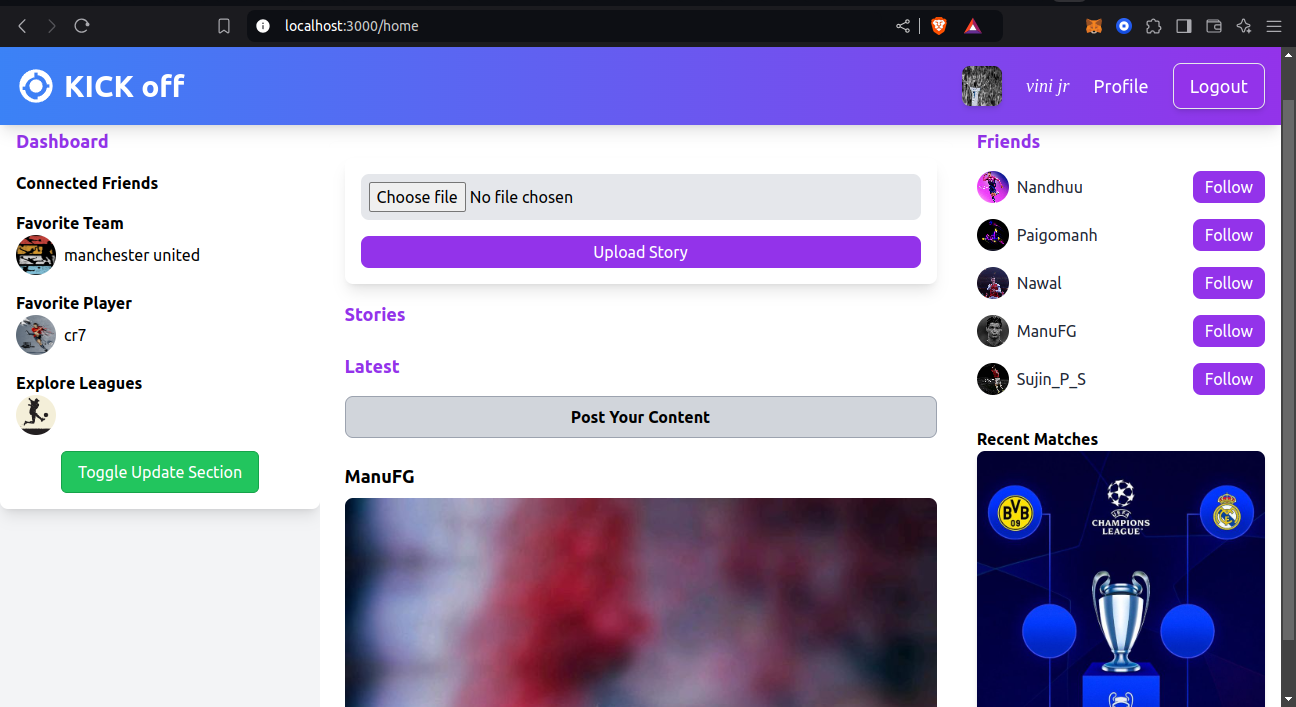 localhost:3000/home
KICK off
vini jr
Profile
Logout
Dashboard
Connected Friends
Favorite Team
manchester united
Favorite Player
cr7
Explore Leagues
Toggle Update Section
Choose file No file chosen
Upload Story
Stories
Latest
Post Your Content
ManuFG
Friends
Nandhuu Follow
Paigomanh Follow
Nawal Follow
ManuFG Follow
Sujin_P_S Follow
Recent Matches
BVB
09
UEFA
CHAMPIONS
LEAGUE